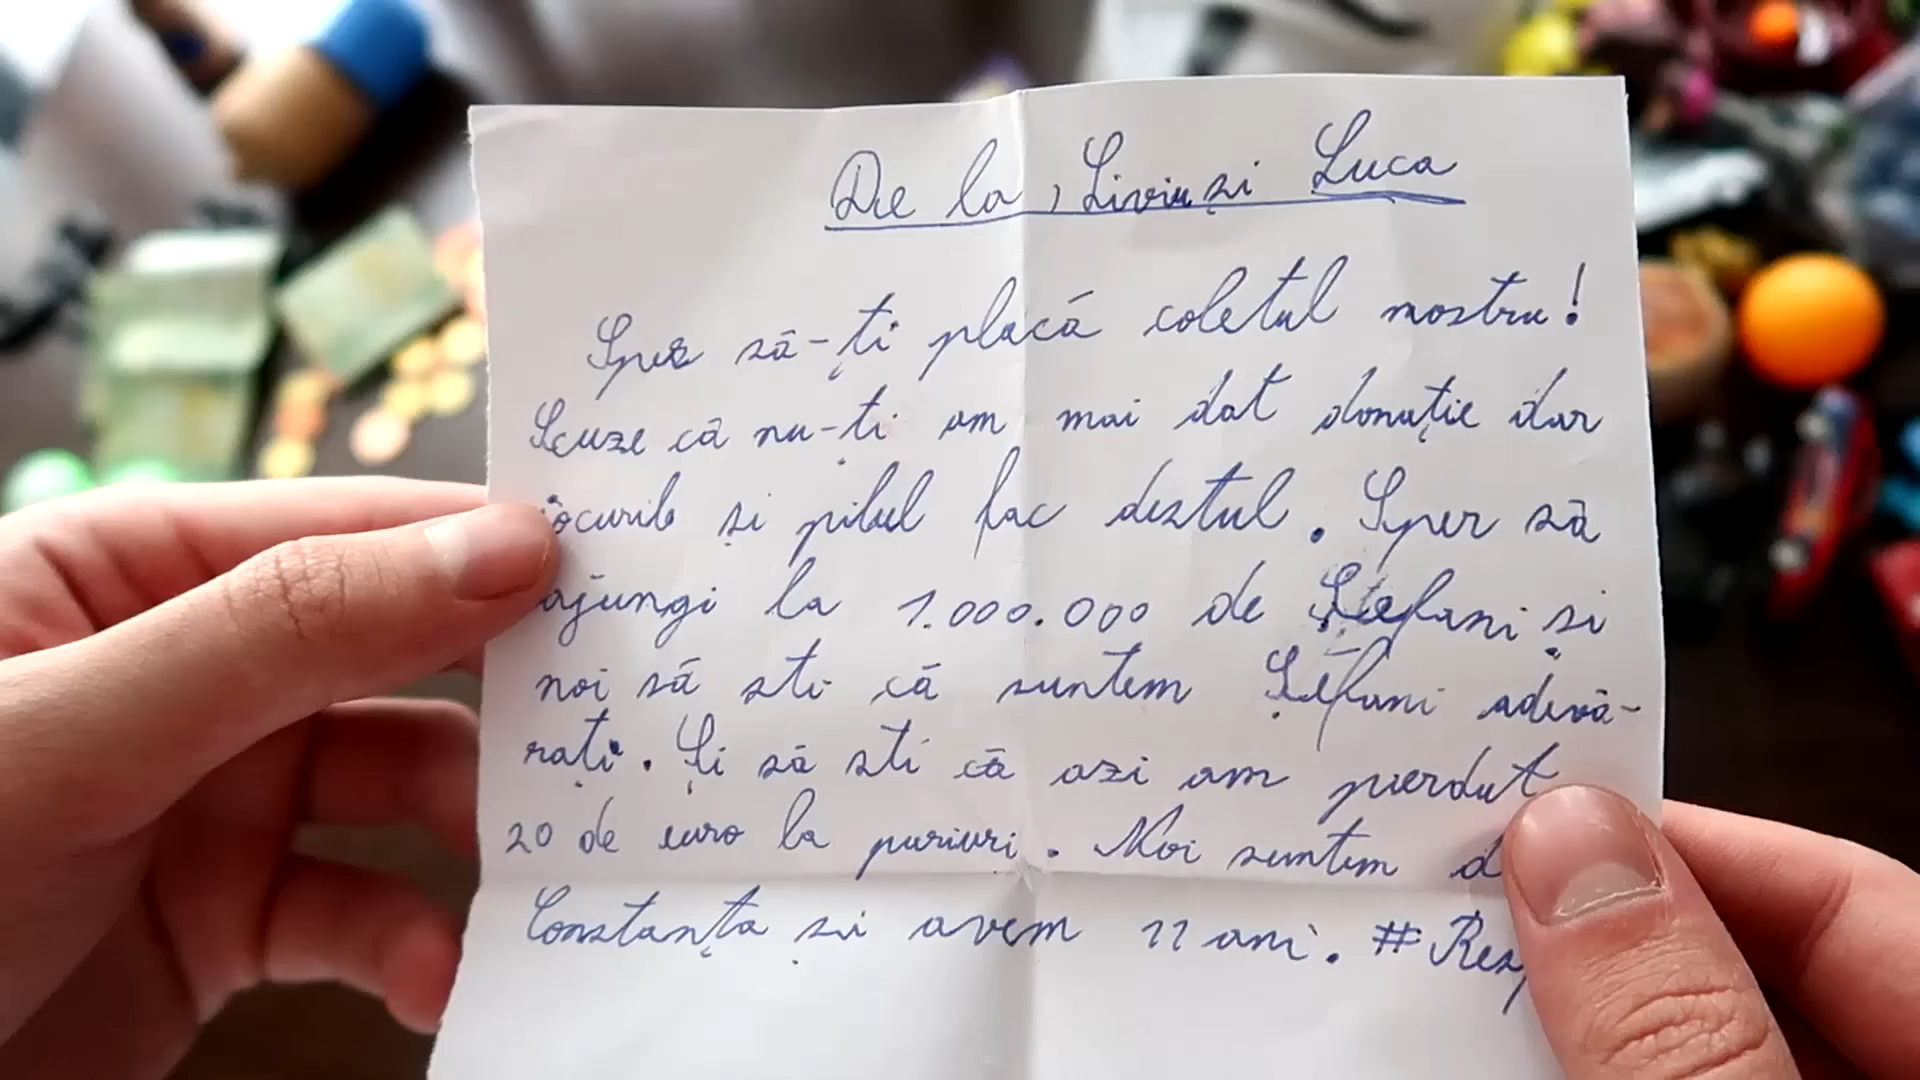 De la, Liviu și Luca
Sper să-ți placă coletul nostru!
Scuze că nu-ți am mai dat donație dar
jocurile și pilul fac destul. Sper să
ajungi la 1.000.000 de Ștefani și
noi să sti că suntem Ștefani adevă-
rați. Și să sti că azi am pierdut
20 de euro la pariuri. Noi suntem d
Constanța și avem 11 ani. #Resp